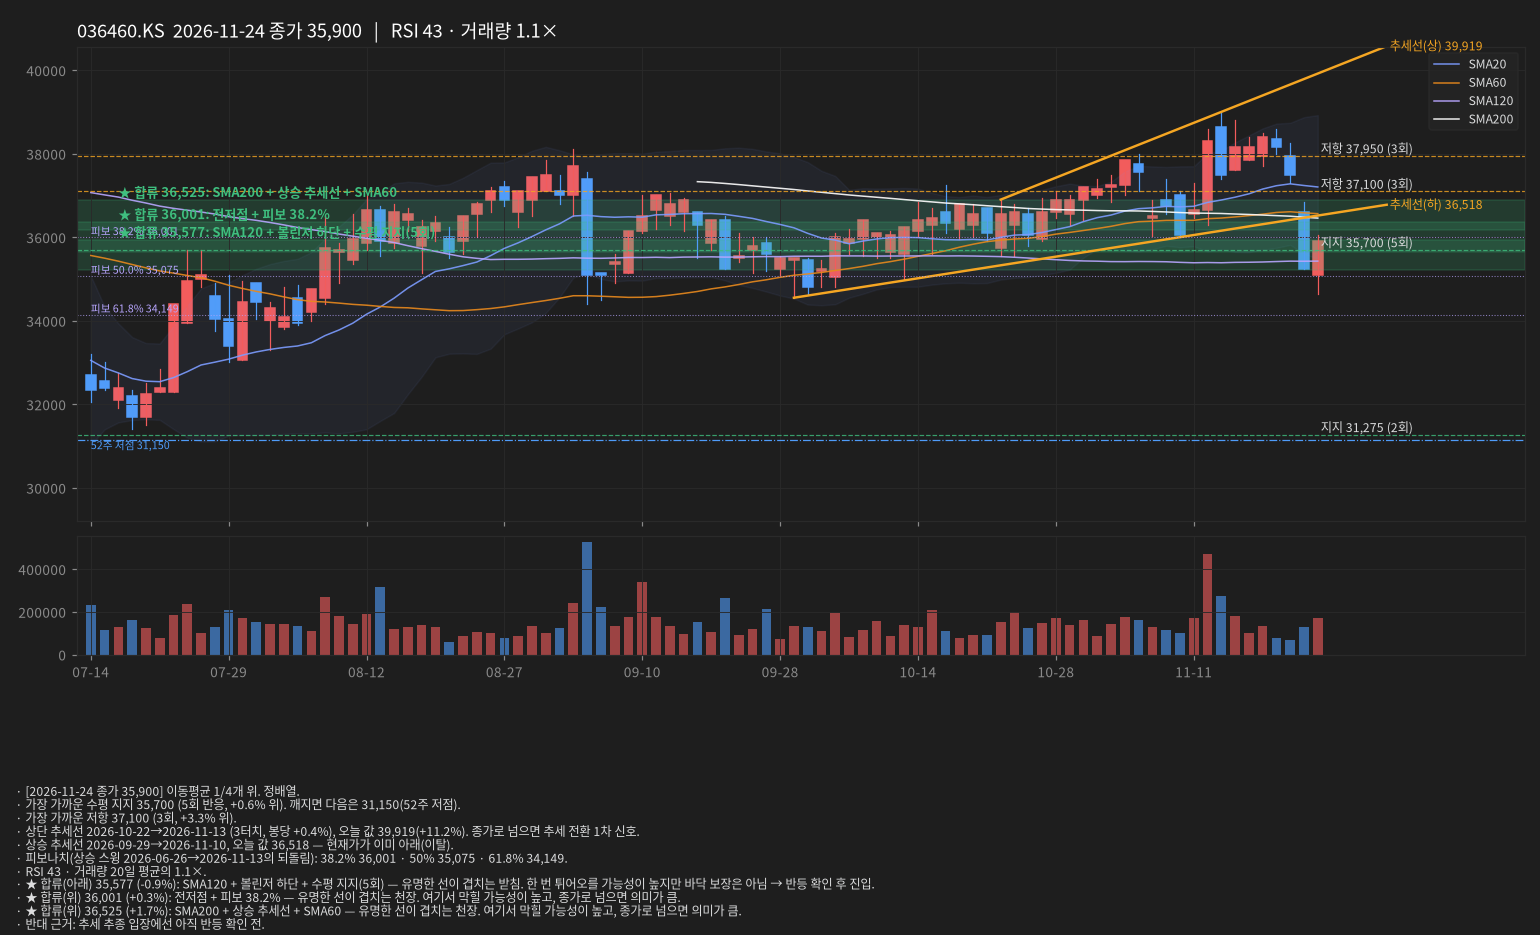 036460.KS 2026-11-24 종가 35,900 | RSI 43 · 거래량 1.1×
추세선(상) 39,919
SMA20
SMA60
SMA120
SMA200
40000
38000
36000
34000
32000
30000
저항 37,950 (3회)
저항 37,100 (3회)
추세선(하) 36,518
지지 35,700 (5회)
지지 31,275 (2회)
★ 합류 36,525: SMA200 + 상승 추세선 + SMA60
★ 합류 36,001: 전저점 + 피보 38.2%
★ 합류 35,577: SMA120 + 볼린저 하단 + 수평 지지(5회)
피보 38.2% 36,001
피보 50.0% 35,075
피보 61.8% 34,149
52주 저점 31,150
400000
200000
0
07-14 07-29 08-12 08-27 09-10 09-28 10-14 10-28 11-11
· [2026-11-24 종가 35,900] 이동평균 1/4개 위. 정배열.
· 가장 가까운 수평 지지 35,700 (5회 반응, +0.6% 위). 깨지면 다음은 31,150(52주 저점).
· 가장 가까운 저항 37,100 (3회, +3.3% 위).
· 상단 추세선 2026-10-22→2026-11-13 (3터치, 봉당 +0.4%), 오늘 값 39,919(+11.2%). 종가로 넘으면 추세 전환 1차 신호.
· 상승 추세선 2026-09-29→2026-11-10, 오늘 값 36,518 — 현재가가 이미 아래(이탈).
· 피보나치(상승 스윙 2026-06-26→2026-11-13의 되돌림): 38.2% 36,001 · 50% 35,075 · 61.8% 34,149.
· RSI 43 · 거래량 20일 평균의 1.1×.
· ★ 합류(아래) 35,577 (-0.9%): SMA120 + 볼린저 하단 + 수평 지지(5회) — 유명한 선이 겹치는 받침. 한 번 튀어오를 가능성이 높지만 바닥 보장은 아님 → 반등 확인 후 진입.
· ★ 합류(위) 36,001 (+0.3%): 전저점 + 피보 38.2% — 유명한 선이 겹치는 천장. 여기서 막힐 가능성이 높고, 종가로 넘으면 의미가 큼.
· ★ 합류(위) 36,525 (+1.7%): SMA200 + 상승 추세선 + SMA60 — 유명한 선이 겹치는 천장. 여기서 막힐 가능성이 높고, 종가로 넘으면 의미가 큼.
· 반대 근거: 추세 추종 입장에선 아직 반등 확인 전.